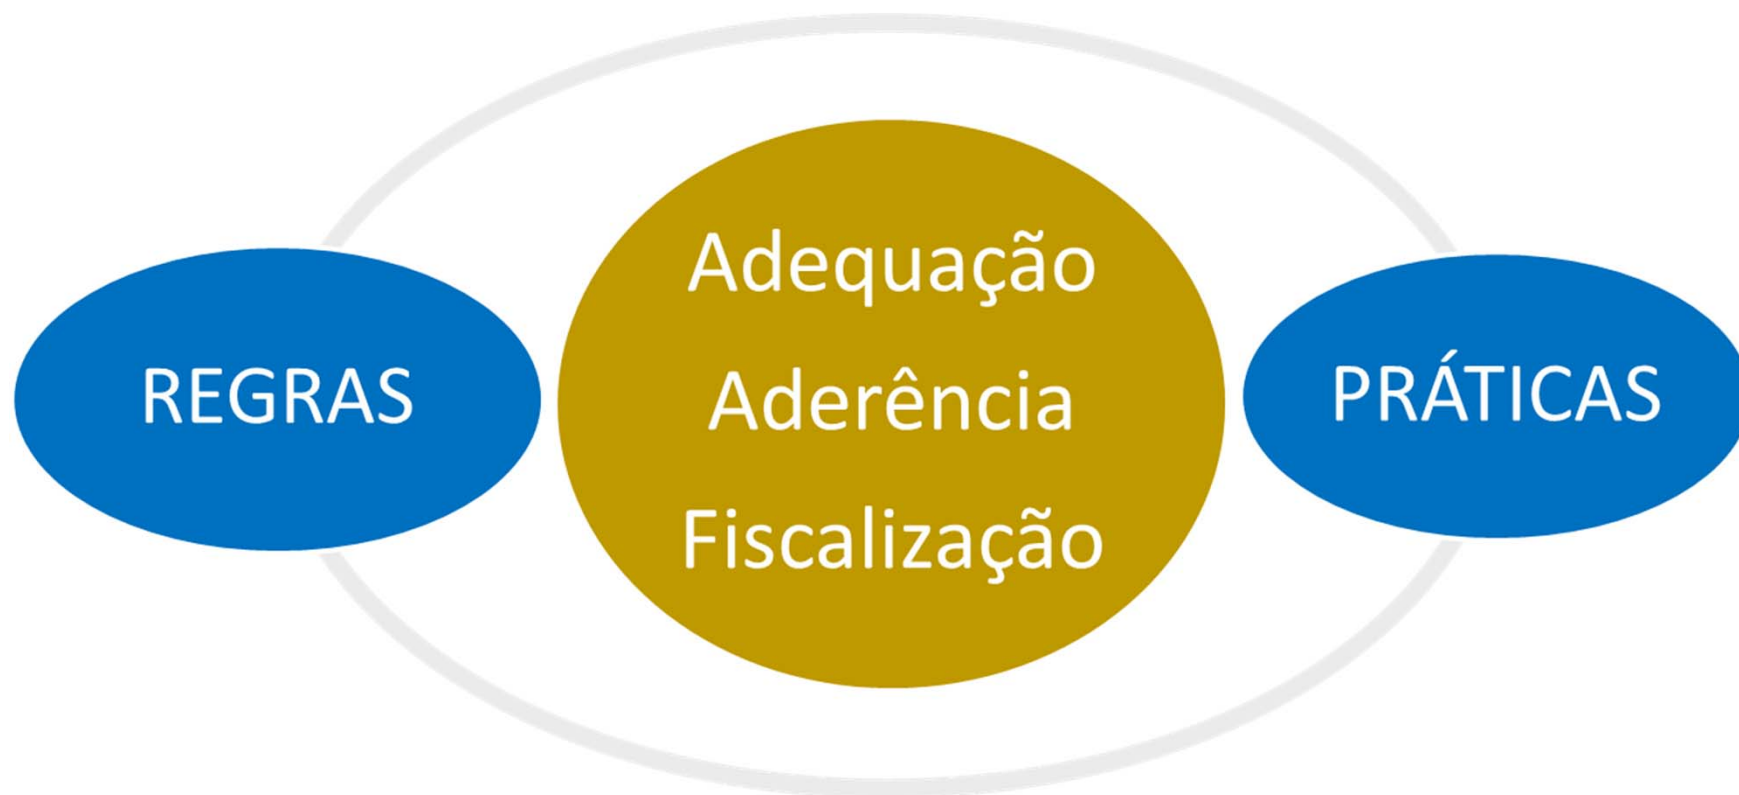 REGRAS
Adequação
Aderência
Fiscalização
PRÁTICAS